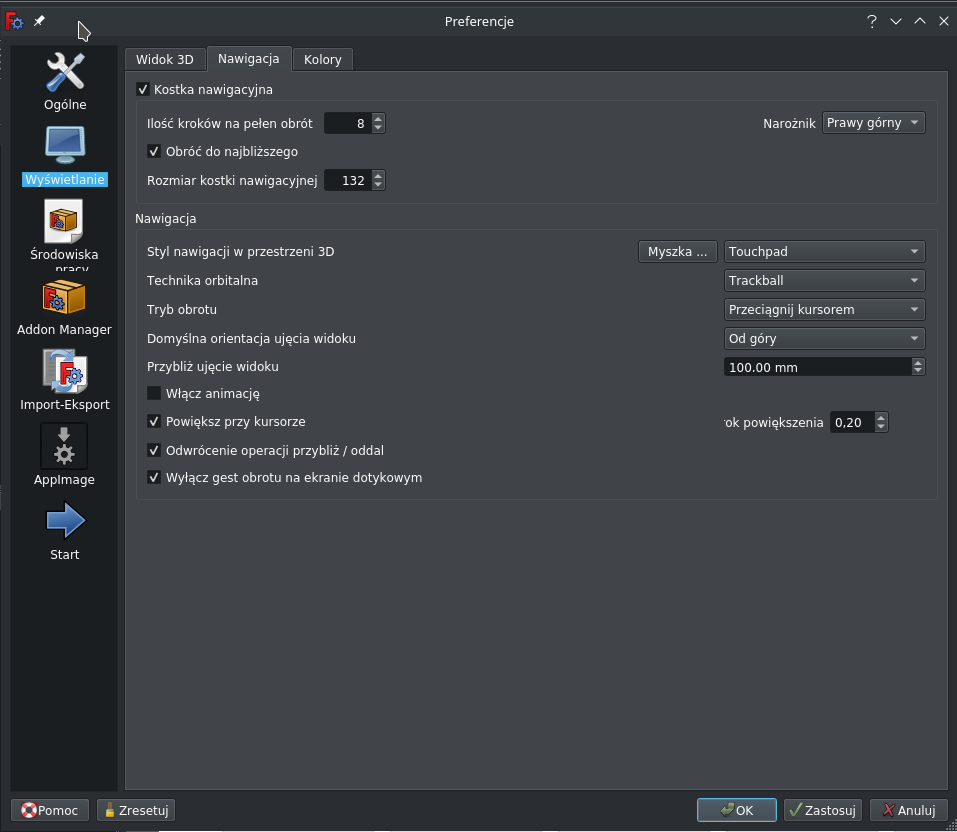 Preferencje
Ogólne
Wyświetlanie
Środowiska
pracy
Addon Manager
Import-Eksport
AppImage
Start
Widok 3D
Nawigacja
Kolory
Kostka nawigacyjna
Ilość kroków na pełen obrót 8
Narożnik Prawy górny
Obróć do najbliższego
Rozmiar kostki nawigacyjnej 132
Nawigacja
Styl nawigacji w przestrzeni 3D Myszka ... Touchpad
Technika orbitalna Trackball
Tryb obrotu Przeciągnij kursorem
Domyślna orientacja ujęcia widoku Od góry
Przybliż ujęcie widoku 100.00 mm
Włącz animację
Powiększ przy kursorze rok powiększenia 0,20
Odwrócenie operacji przybliż / oddal
Wyłącz gest obrotu na ekranie dotykowym
Pomoc
Zresetuj
OK
Zastosuj
Anuluj